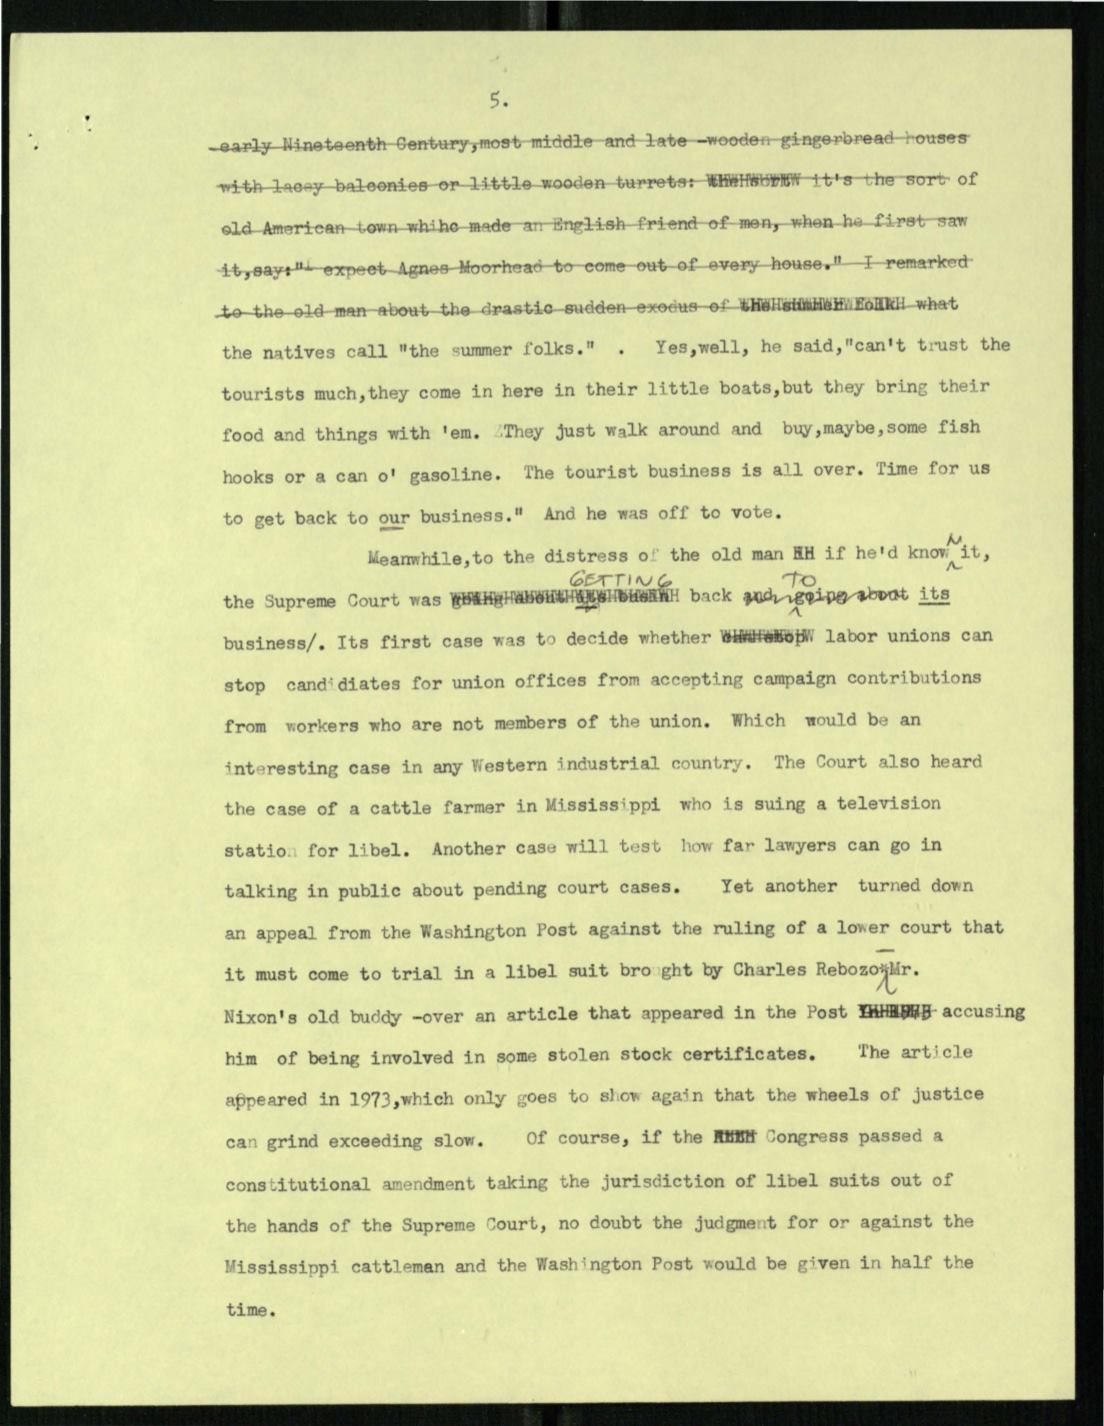 5.
early Nineteenth Century,most middle and late -wooden gingerbread houses
with lacey balconies or little wooden turrets: it's the sort of
old American town whihc made an English friend of men, when he first saw
it,say:"I expect Agnes Moorhead to come out of every house." I remarked
to the old man about the drastic sudden exodus of the summer folk what
the natives call "the summer folks." . Yes,well, he said,"can't trust the
tourists much,they come in here in their little boats,but they bring their
food and things with 'em. They just walk around and buy,maybe,some fish
hooks or a can o' gasoline. The tourist business is all over. Time for us
to get back to our business." And he was off to vote.
Meanwhile,to the distress of the old man if he'd known it,
GETTING TO
the Supreme Court was going about its busin back and going about its
business/. Its first case was to decide whether can stop labor unions can
stop candidiates for union offices from accepting campaign contributions
from workers who are not members of the union. Which would be an
interesting case in any Western industrial country. The Court also heard
the case of a cattle farmer in Mississippi who is suing a television
station for libel. Another case will test how far lawyers can go in
talking in public about pending court cases. Yet another turned down
an appeal from the Washington Post against the ruling of a lower court that
it must come to trial in a libel suit brought by Charles Rebozo - Mr.
Nixon's old buddy -over an article that appeared in the Post accusing
him of being involved in some stolen stock certificates. The article
appeared in 1973,which only goes to show again that the wheels of justice
can grind exceeding slow. Of course, if the Congress passed a
constitutional amendment taking the jurisdiction of libel suits out of
the hands of the Supreme Court, no doubt the judgment for or against the
Mississippi cattleman and the Washington Post would be given in half the
time.